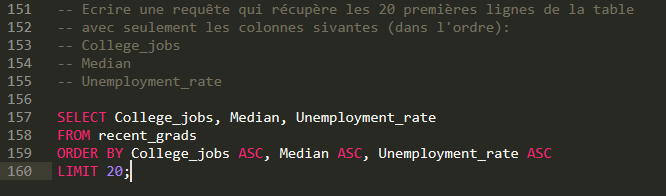 151 -- Ecrire une requête qui récupère les 20 premières lignes de la table
152 -- avec seulement les colonnes sivantes (dans l'ordre):
153 -- College_jobs
154 -- Median
155 -- Unemployment_rate
156
157 SELECT College_jobs, Median, Unemployment_rate
158 FROM recent_grads
159 ORDER BY College_jobs ASC, Median ASC, Unemployment_rate ASC
160 LIMIT 20;